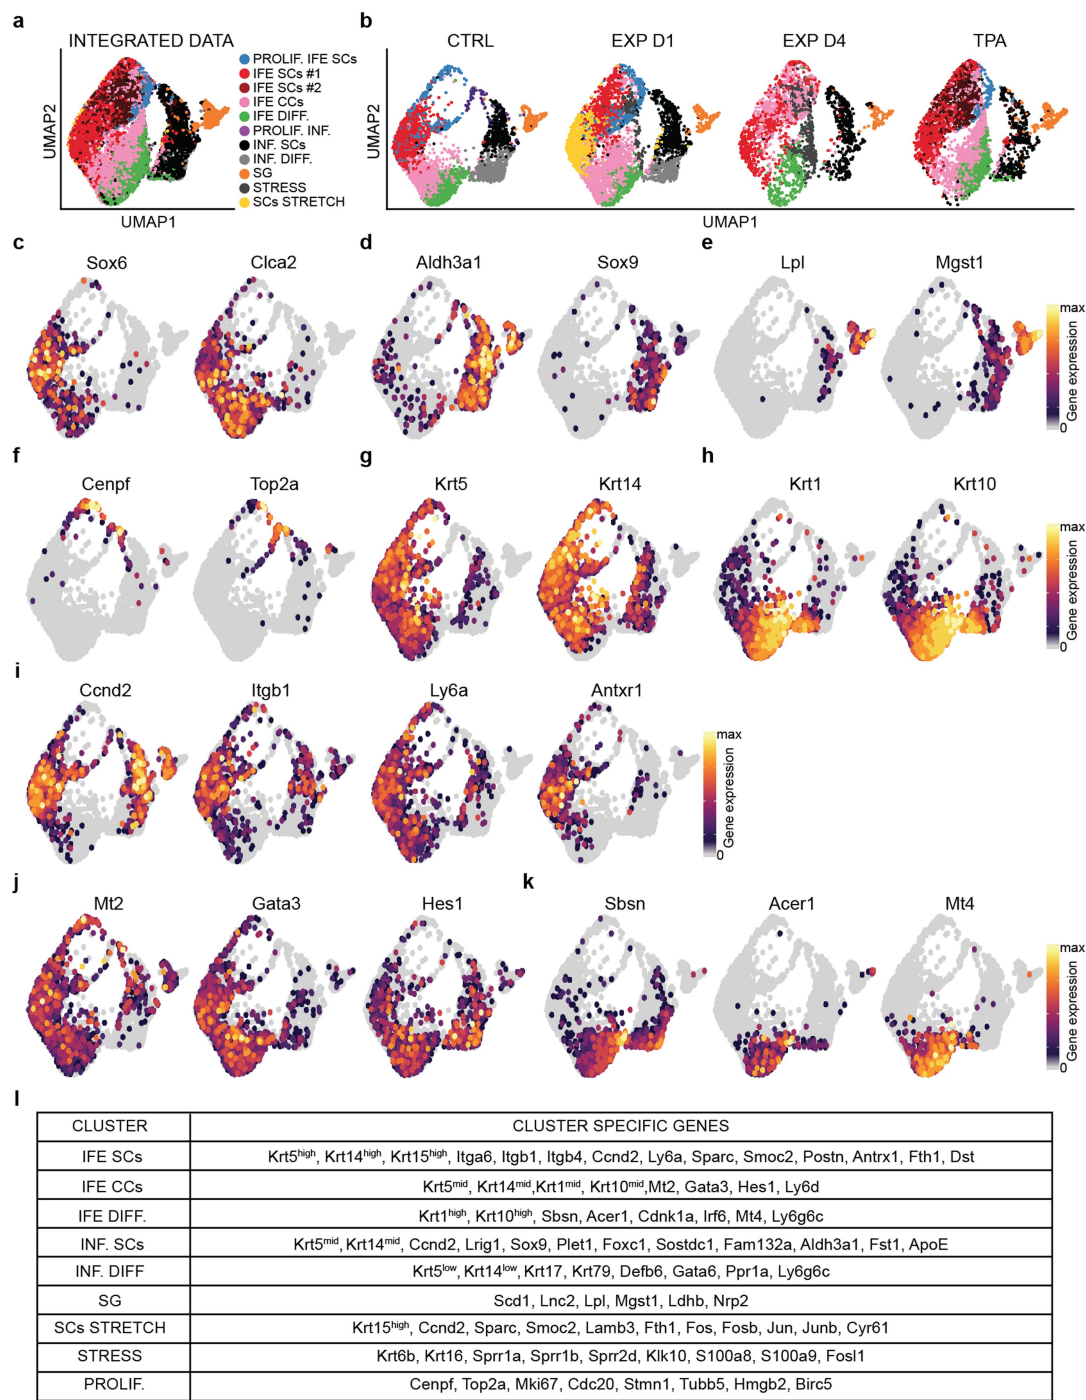 a
b
INTEGRATED DATA
UMAP2
UMAP1
PROLIF. IFE SCs
IFE SCs #1
IFE SCs #2
IFE CCs
IFE DIFF.
PROLIF. INF.
INF. SCs
INF. DIFF.
SG
STRESS
SCs STRETCH
CTRL EXP D1 EXP D4 TPA
UMAP2
UMAP1
c d e
Sox6 Clca2 Aldh3a1 Sox9 Lpl Mgst1
max
Gene expression
0
f g h
Cenpf Top2a Krt5 Krt14 Krt1 Krt10
max
Gene expression
0
i
Ccnd2 Itgb1 Ly6a Antxr1
max
Gene expression
0
j k
Mt2 Gata3 Hes1 Sbsn Acer1 Mt4
max
Gene expression
0
l
CLUSTER CLUSTER SPECIFIC GENES
IFE SCs Krt5high, Krt14high, Krt15high, Itga6, Itgb1, Itgb4, Ccnd2, Ly6a, Sparc, Smoc2, Postn, Antrx1, Fth1, Dst
IFE CCs Krt5mid, Krt14mid,Krt1mid, Krt10mid,Mt2, Gata3, Hes1, Ly6d
IFE DIFF. Krt1high, Krt10high, Sbsn, Acer1, Cdnk1a, Irf6, Mt4, Ly6g6c
INF. SCs Krt5mid, Krt14mid, Ccnd2, Lrig1, Sox9, Plet1, Foxc1, Sostdc1, Fam132a, Aldh3a1, Fst1, ApoE
INF. DIFF Krt5low, Krt14low, Krt17, Krt79, Defb6, Gata6, Ppr1a, Ly6g6c
SG Scd1, Lnc2, Lpl, Mgst1, Ldhb, Nrp2
SCs STRETCH Krt15high, Ccnd2, Sparc, Smoc2, Lamb3, Fth1, Fos, Fosb, Jun, Junb, Cyr61
STRESS Krt6b, Krt16, Sprr1a, Sprr1b, Sprr2d, Klk10, S100a8, S100a9, Fosl1
PROLIF. Cenpf, Top2a, Mki67, Cdc20, Stmn1, Tubb5, Hmgb2, Birc5